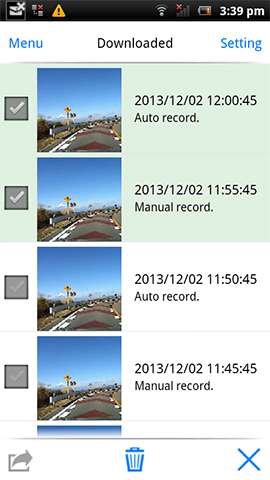 3:39 pm
Menu Downloaded Setting
2013/12/02 12:00:45
Auto record.
2013/12/02 11:55:45
Manual record.
2013/12/02 11:50:45
Auto record.
2013/12/02 11:45:45
Manual record.